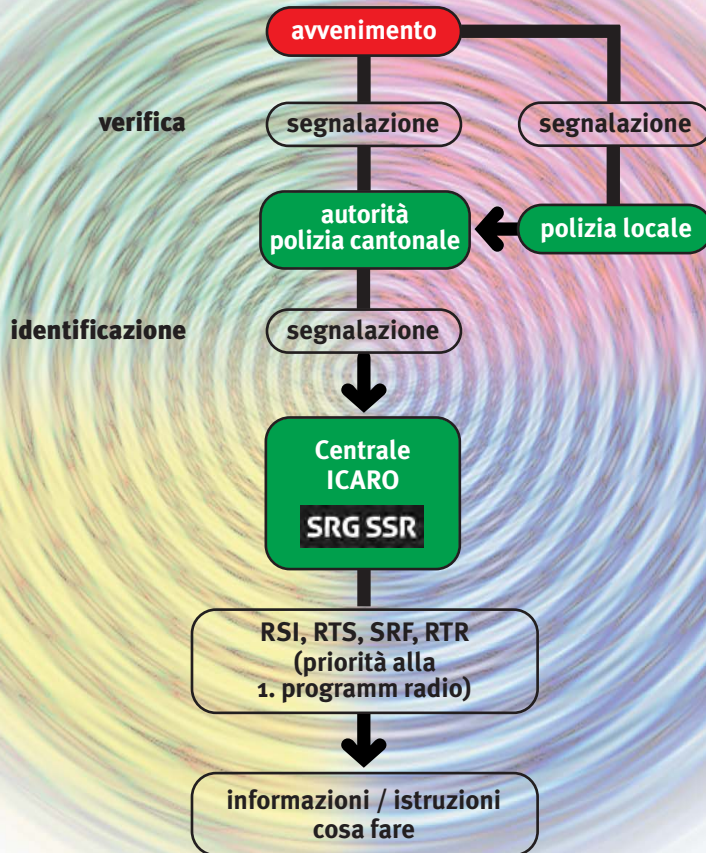 avvenimento
verifica
segnalazione
segnalazione
autorità
polizia cantonale
polizia locale
identificazione
segnalazione
Centrale
ICARO
SRG SSR
RSI, RTS, SRF, RTR
(priorità alla
1. programm radio)
informazioni / istruzioni
cosa fare